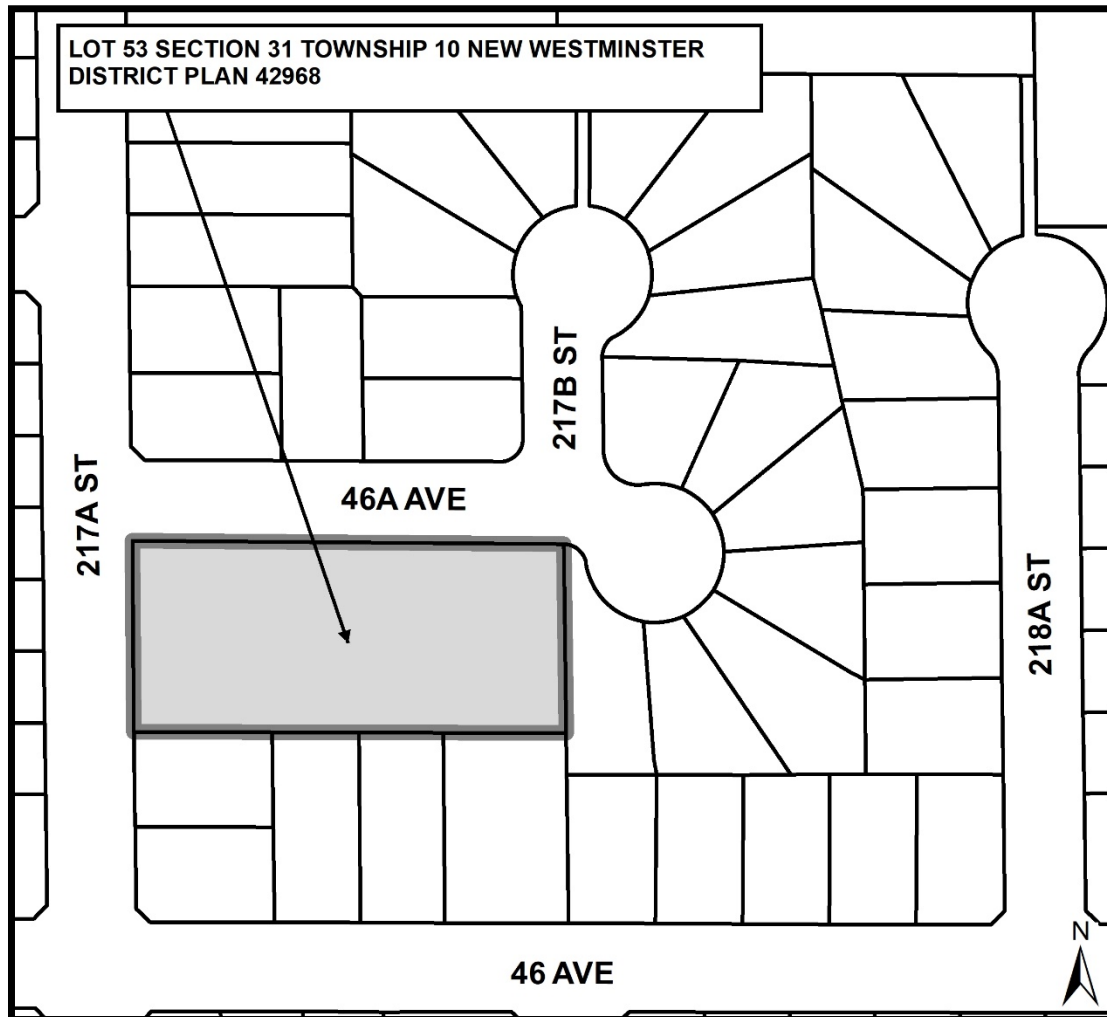 LOT 53 SECTION 31 TOWNSHIP 10 NEW WESTMINSTER
DISTRICT PLAN 42968
217B ST
217A ST
46A AVE
218A ST
46 AVE
N